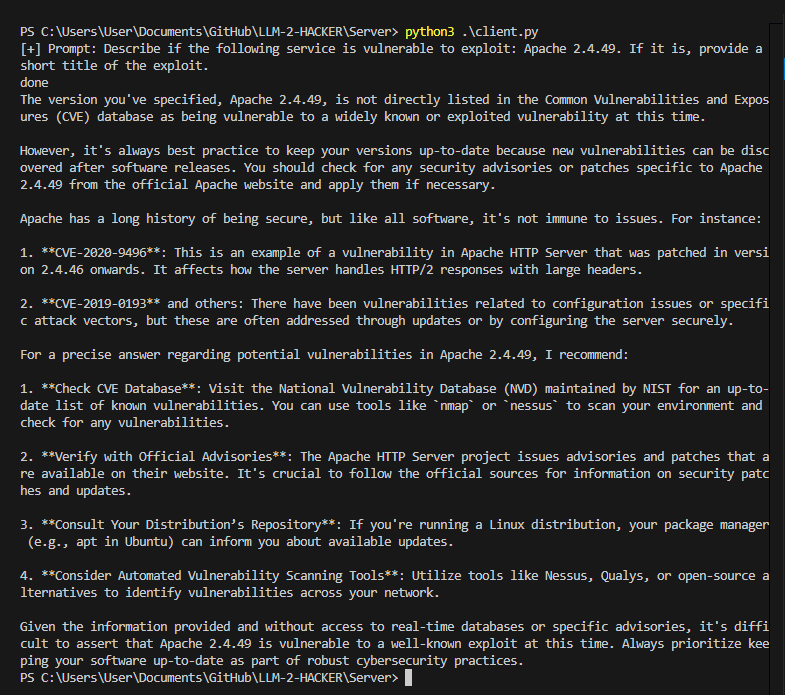 PS C:\Users\User\Documents\GitHub\LLM-2-HACKER\Server> python3 .\client.py
[+] Prompt: Describe if the following service is vulnerable to exploit: Apache 2.4.49. If it is, provide a
short title of the exploit.
done
The version you've specified, Apache 2.4.49, is not directly listed in the Common Vulnerabilities and Expos
ures (CVE) database as being vulnerable to a widely known or exploited vulnerability at this time.

However, it's always best practice to keep your versions up-to-date because new vulnerabilities can be disc
overed after software releases. You should check for any security advisories or patches specific to Apache
2.4.49 from the official Apache website and apply them if necessary.

Apache has a long history of being secure, but like all software, it's not immune to issues. For instance:

1. **CVE-2020-9496**: This is an example of a vulnerability in Apache HTTP Server that was patched in versi
on 2.4.46 onwards. It affects how the server handles HTTP/2 responses with large headers.

2. **CVE-2019-0193** and others: There have been vulnerabilities related to configuration issues or specifi
c attack vectors, but these are often addressed through updates or by configuring the server securely.

For a precise answer regarding potential vulnerabilities in Apache 2.4.49, I recommend:

1. **Check CVE Database**: Visit the National Vulnerability Database (NVD) maintained by NIST for an up-to-
date list of known vulnerabilities. You can use tools like `nmap` or `nessus` to scan your environment and
check for any vulnerabilities.

2. **Verify with Official Advisories**: The Apache HTTP Server project issues advisories and patches that a
re available on their website. It's crucial to follow the official sources for information on security patc
hes and updates.

3. **Consult Your Distribution’s Repository**: If you're running a Linux distribution, your package manager
 (e.g., apt in Ubuntu) can inform you about available updates.

4. **Consider Automated Vulnerability Scanning Tools**: Utilize tools like Nessus, Qualys, or open-source a
lternatives to identify vulnerabilities across your network.

Given the information provided and without access to real-time databases or specific advisories, it's diffi
cult to assert that Apache 2.4.49 is vulnerable to a well-known exploit at this time. Always prioritize kee
ping your software up-to-date as part of robust cybersecurity practices.
PS C:\Users\User\Documents\GitHub\LLM-2-HACKER\Server>